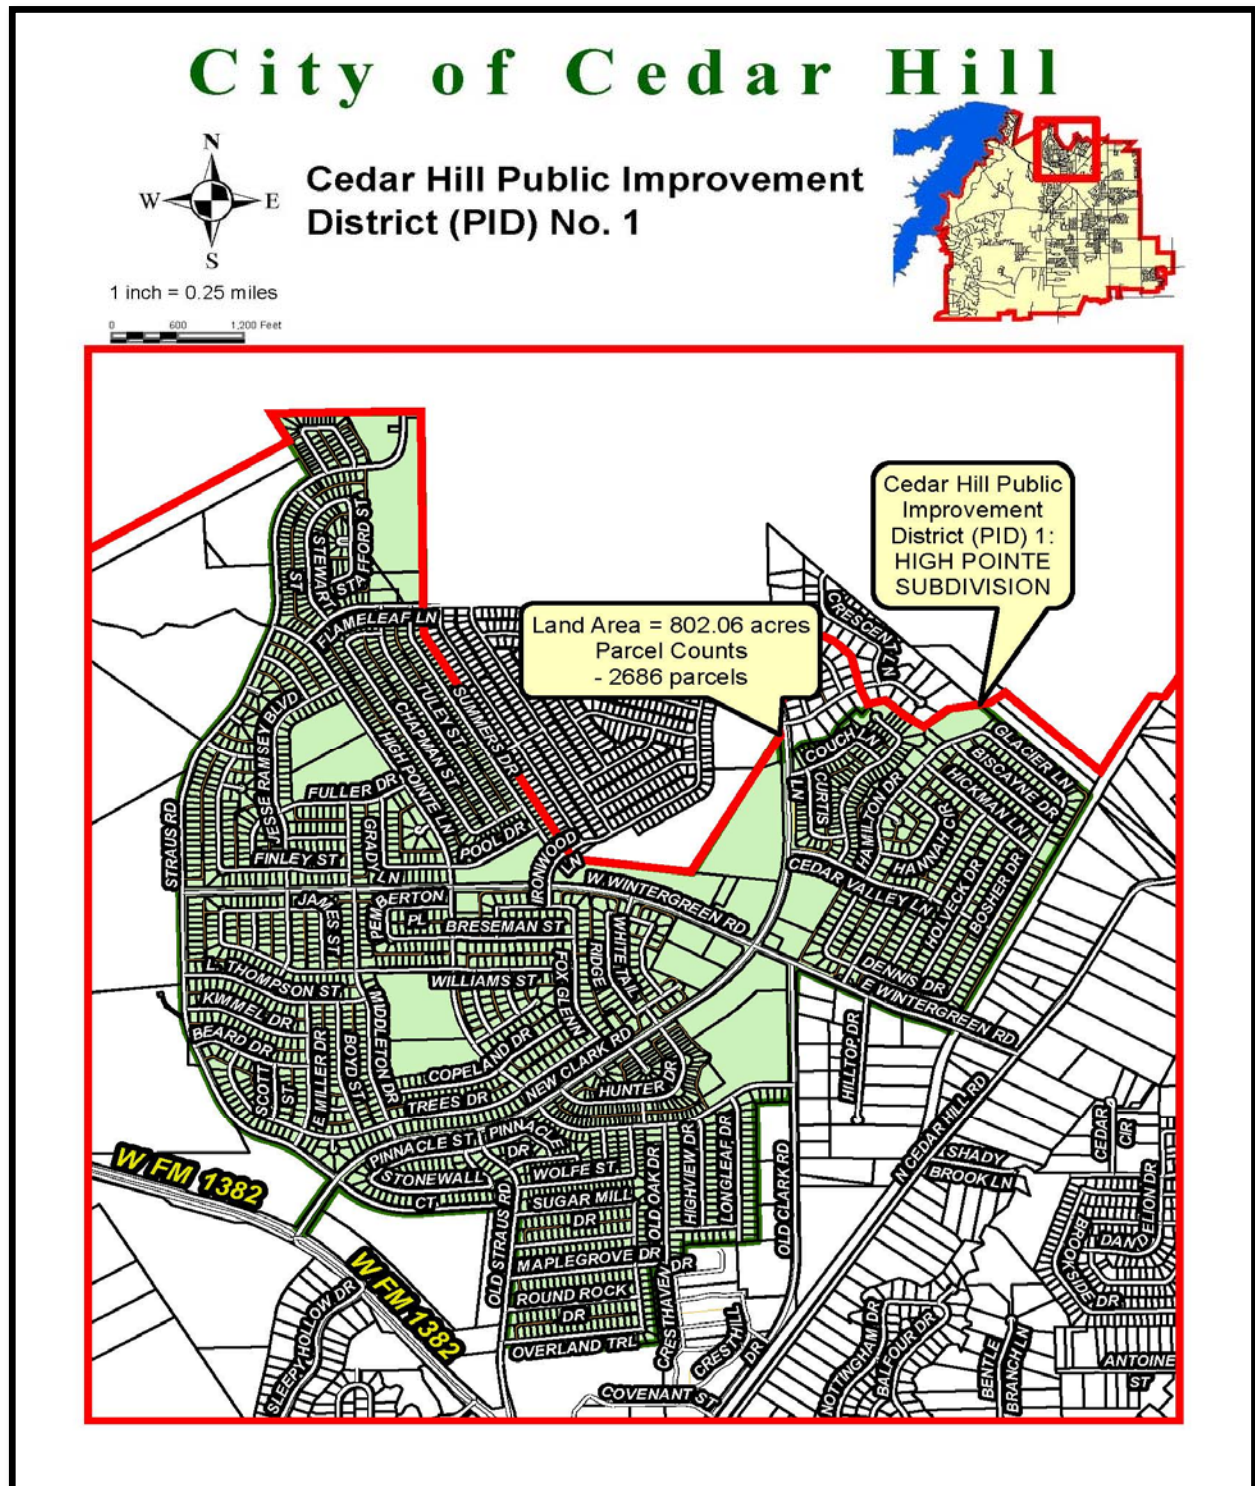 City of Cedar Hill
N
W E
S
Cedar Hill Public Improvement
District (PID) No. 1
1 inch = 0.25 miles
0 600 1,200 Feet
Cedar Hill Public
Improvement
District (PID) 1:
HIGH POINTE
SUBDIVISION
Land Area = 802.06 acres
Parcel Counts
- 2686 parcels
STAFFORD ST
STEWART
ST
FLAMELEAF LN
CRESCENT LN
SUMMERS DR
TULEY ST
CHAPMAN ST
HIGH POINTE LN
JESSE RAMSEY BLVD
STRAUS RD
FULLER DR
GRADY
LN
POOL DR
FINLEY ST
IRONWOOD
LN
COUCH
LN
CURTIS
LN
HAMILTON DR
HANNAH CIR
GLACIER LN
BISCAYNE DR
HICKMAN LN
CEDAR VALLEY LN
HOLVECK DR
BOSHER DR
DENNIS DR
W. WINTERGREEN RD
E WINTERGREEN RD
JAMES ST
PEMBERTON
PL
BRESEMAN ST
WHITE TAIL
RIDGE
FOX GLENN
WILLIAMS ST
L. THOMPSON ST
KIMMEL DR
BEARD DR
SCOTT
ST
E MILLER DR
BOYD ST
MIDDLETON DR
COPELAND DR
TREES DR
NEW CLARK RD
HUNTER DR
HILLTOP DR
N CEDAR HILL RD
PINNACLE ST
PINNACLE
DR
STONEWALL
CT
WOLFE ST
SUGAR MILL
DR
OLD STRAUS RD
OLD OAK DR
HIGHVIEW DR
LONGLEAF DR
OLD CLARK RD
MAPLEGROVE DR
ROUND ROCK
DR
OVERLAND TRL
CRESTHAVEN DR
CRESTHILL
DR
COVENANT ST
W FM 1382
W FM 1382
SLEEPY HOLLOW DR
SHADY
BROOK LN
CEDAR
CIR
DANDELION DR
BROOKSIDE DR
NOTTINGHAM DR
BALFOUR DR
BENTLE
BRANCH LN
ANTOINE
ST